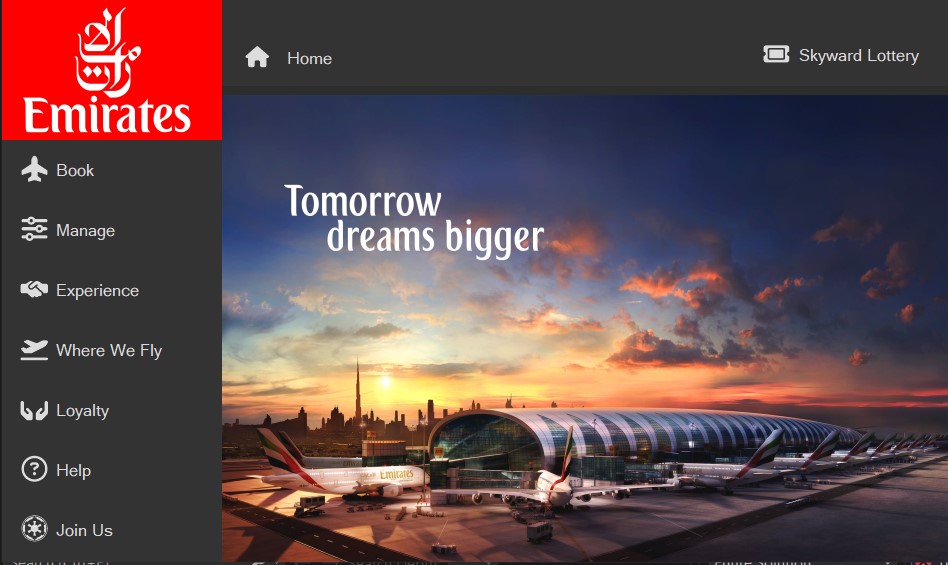 الإمارات
Emirates
Home
Skyward Lottery
Book
Manage
Experience
Where We Fly
Loyalty
Help
Join Us
Tomorrow
dreams bigger
Emirates